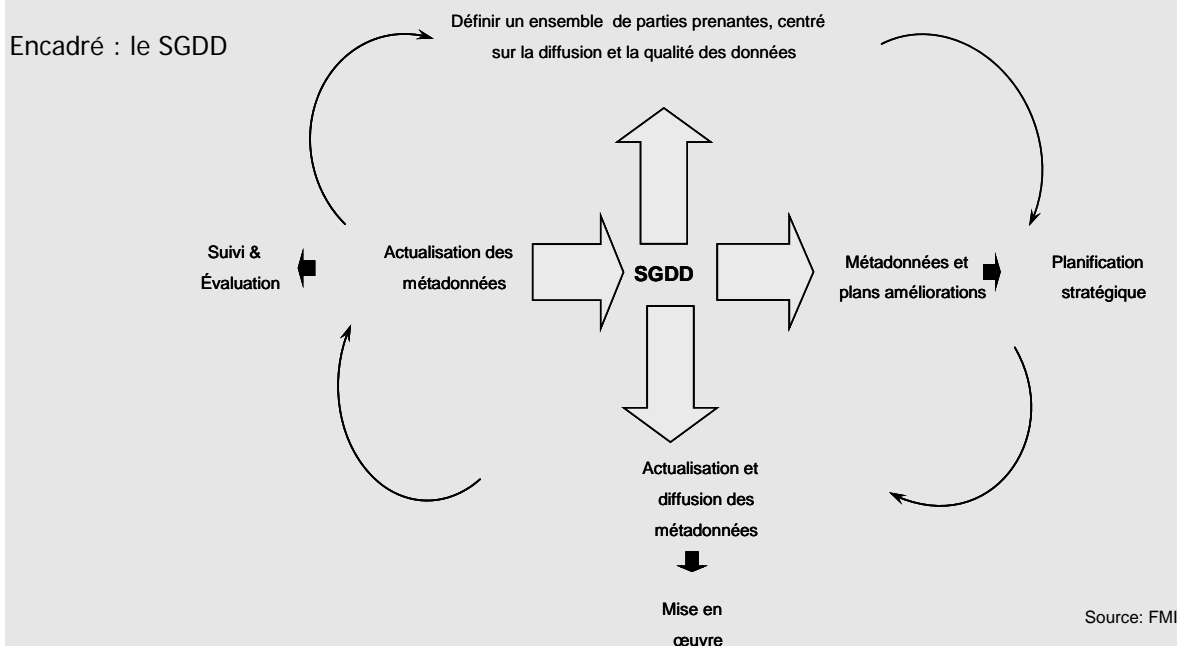 Encadré : le SGDD
Définir un ensemble de parties prenantes, centré
sur la diffusion et la qualité des données
Suivi &
Évaluation
Actualisation des
métadonnées
SGDD
Métadonnées et
plans améliorations
Planification
stratégique
Actualisation et
diffusion des
métadonnées
Mise en
œuvre
Source: FMI